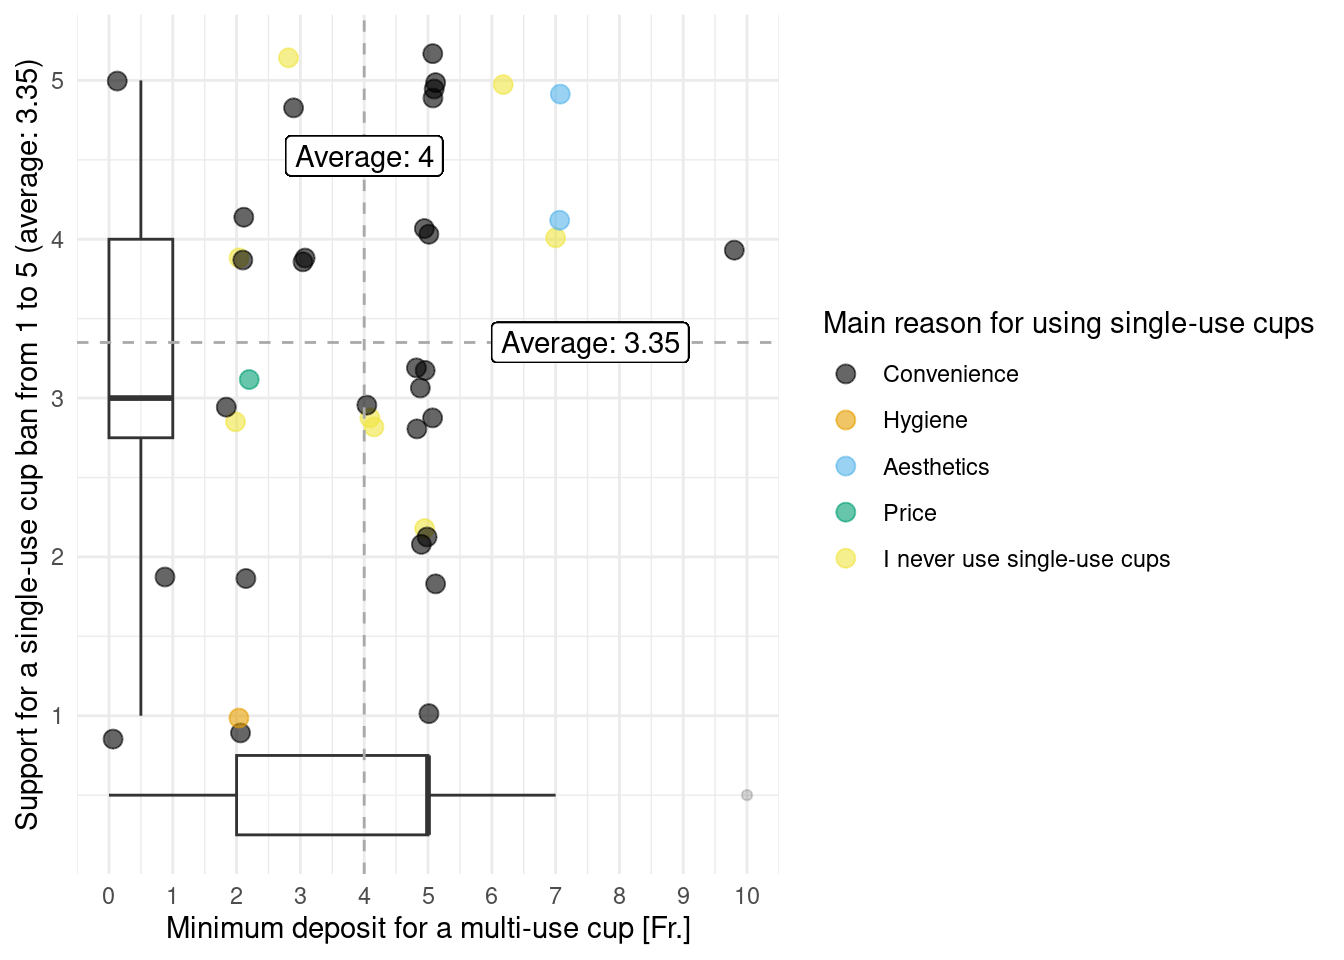 Support for a single-use cup ban from 1 to 5 (average: 3.35)
5
4
3
2
1
Average: 4
Average: 3.35
0 1 2 3 4 5 6 7 8 9 10
Minimum deposit for a multi-use cup [Fr.]
Main reason for using single-use cups
Convenience
Hygiene
Aesthetics
Price
I never use single-use cups